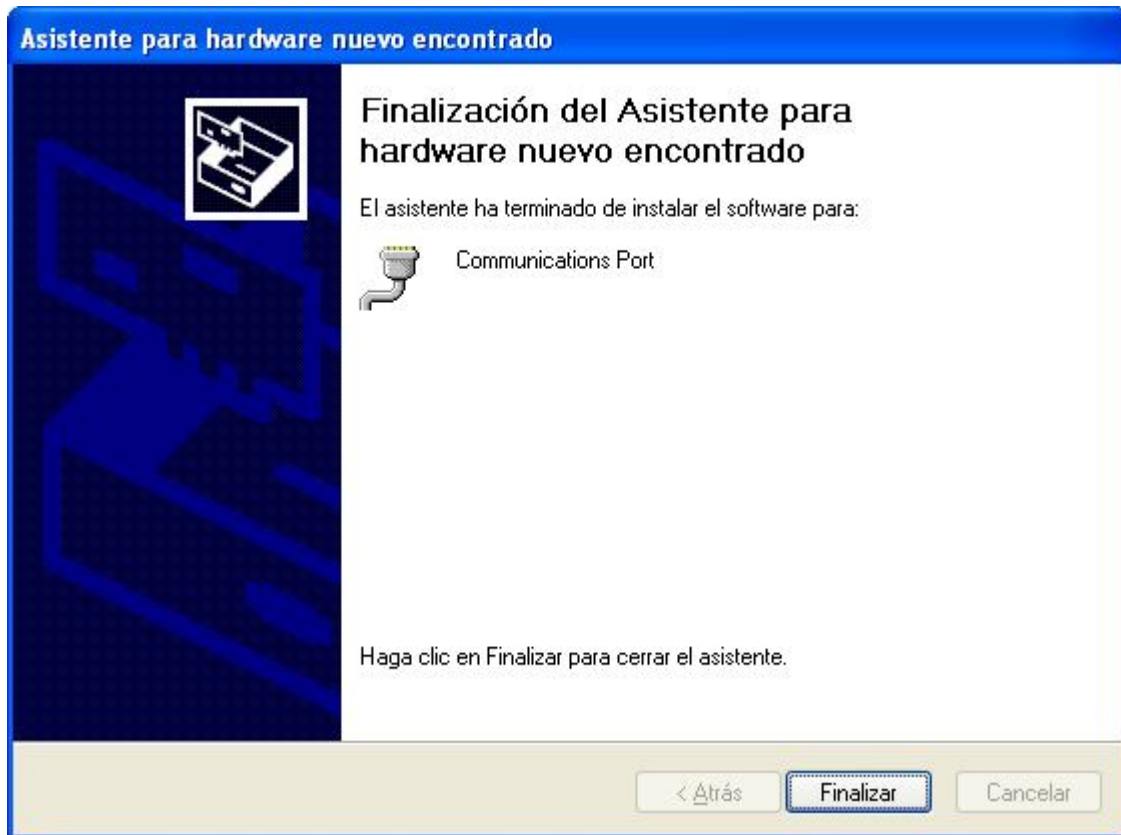 Asistente para hardware nuevo encontrado
Finalización del Asistente para
hardware nuevo encontrado
El asistente ha terminado de instalar el software para:
Communications Port
Haga clic en Finalizar para cerrar el asistente.
< Atrás
Finalizar
Cancelar